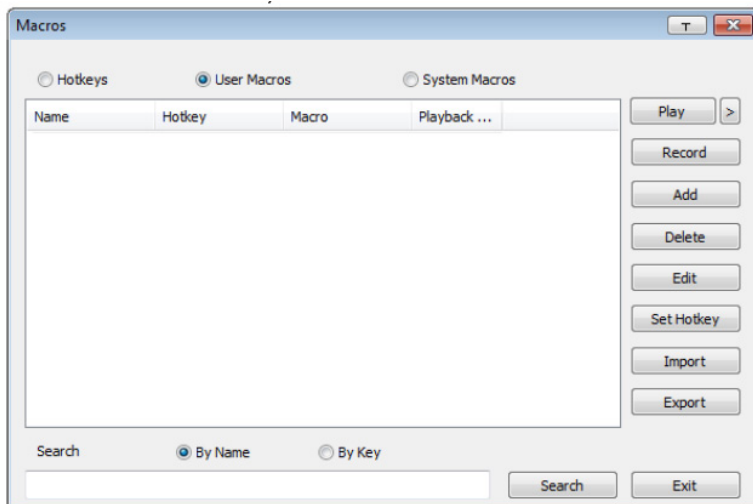 Macros T
Hotkeys User Macros System Macros
Name Hotkey Macro Playback ... Play >
Record
Add
Delete
Edit
Set Hotkey
Import
Export
Search By Name By Key
Search Exit